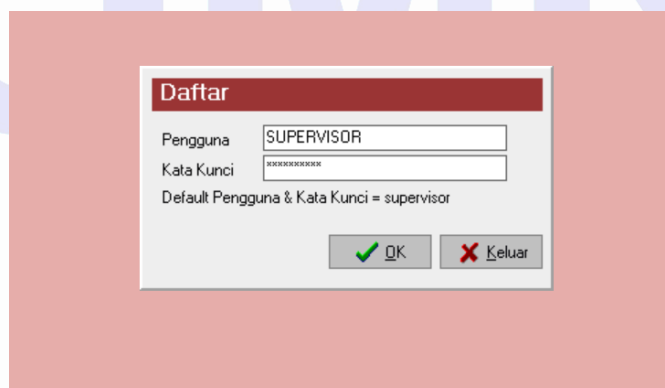 Daftar
Pengguna SUPERVISOR
Kata Kunci **********
Default Pengguna & Kata Kunci = supervisor
OK Keluar